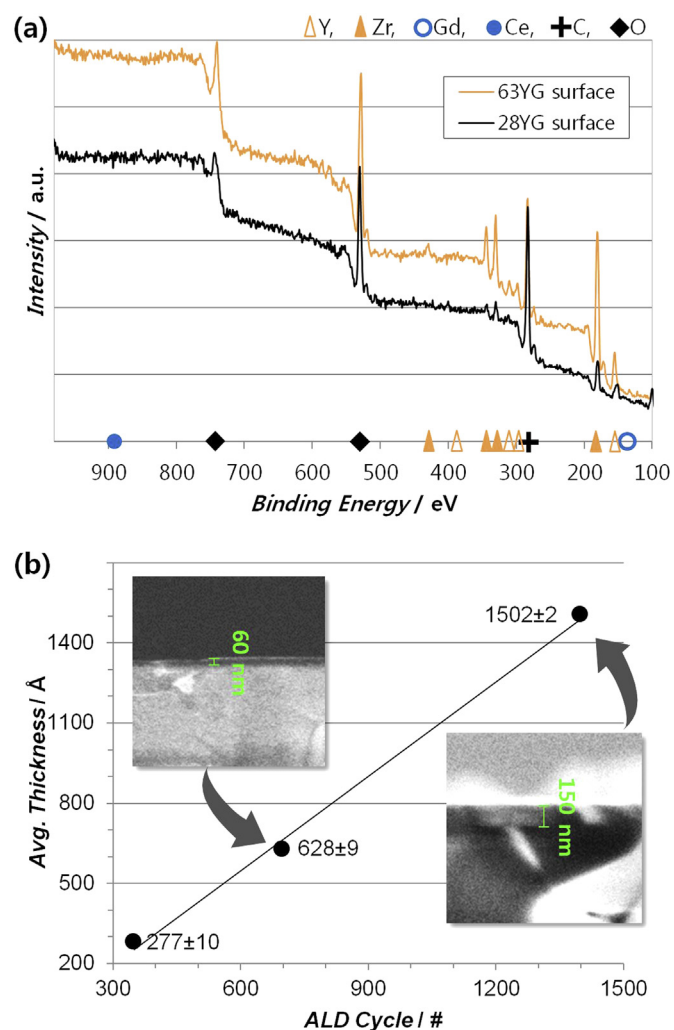 (a)
Y, Zr, Gd, Ce, C, O
63YG surface
28YG surface
Intensity / a.u.
900 800 700 600 500 400 300 200 100
Binding Energy / eV
(b)
1400
1100
800
500
200
Avg. Thickness / Å
60 nm
1502±2
150 nm
628±9
277±10
300 600 900 1200 1500
ALD Cycle / #